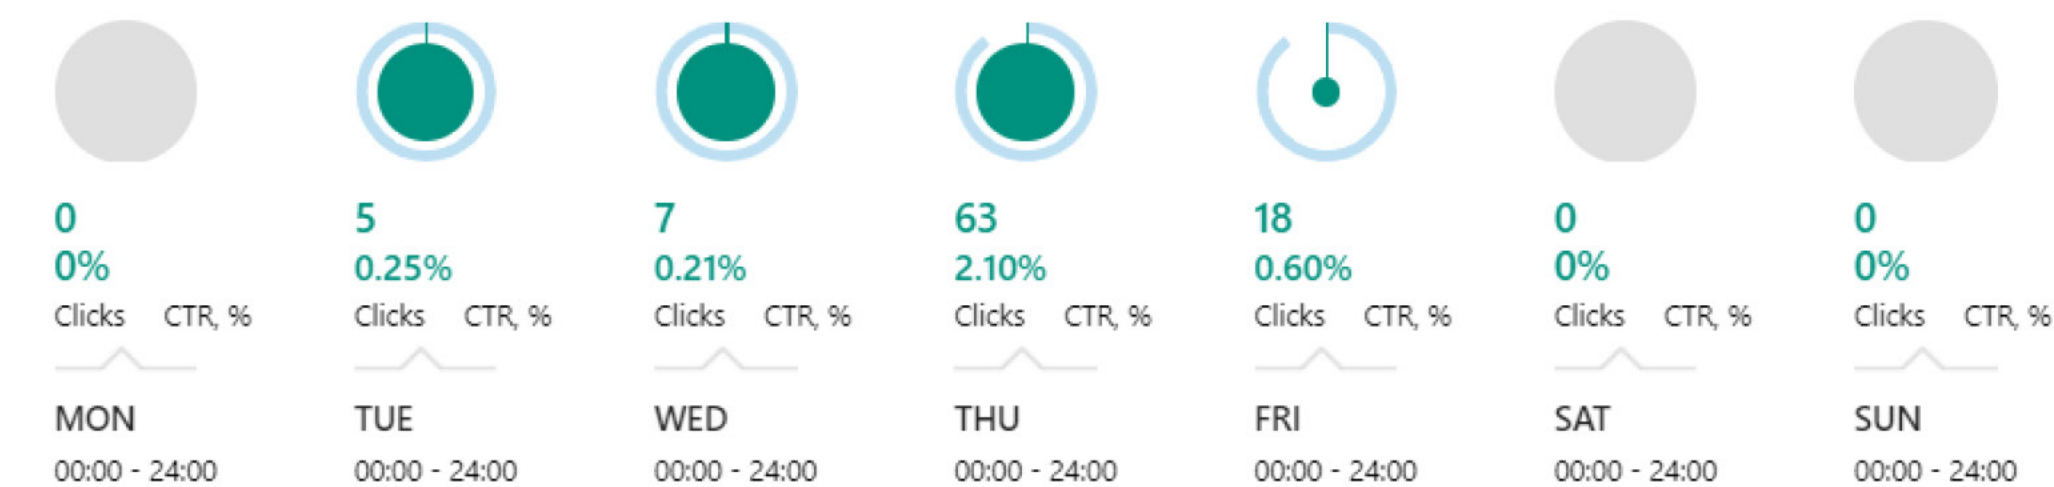 0 5 7 63 18 0 0
0% 0.25% 0.21% 2.10% 0.60% 0% 0%
Clicks CTR, % Clicks CTR, % Clicks CTR, % Clicks CTR, % Clicks CTR, % Clicks CTR, % Clicks CTR, %
MON TUE WED THU FRI SAT SUN
00:00 - 24:00 00:00 - 24:00 00:00 - 24:00 00:00 - 24:00 00:00 - 24:00 00:00 - 24:00 00:00 - 24:00